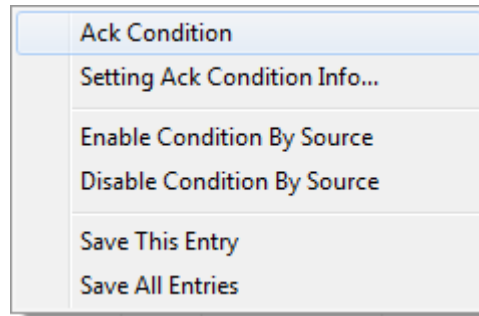 Ack Condition
Setting Ack Condition Info...
Enable Condition By Source
Disable Condition By Source
Save This Entry
Save All Entries